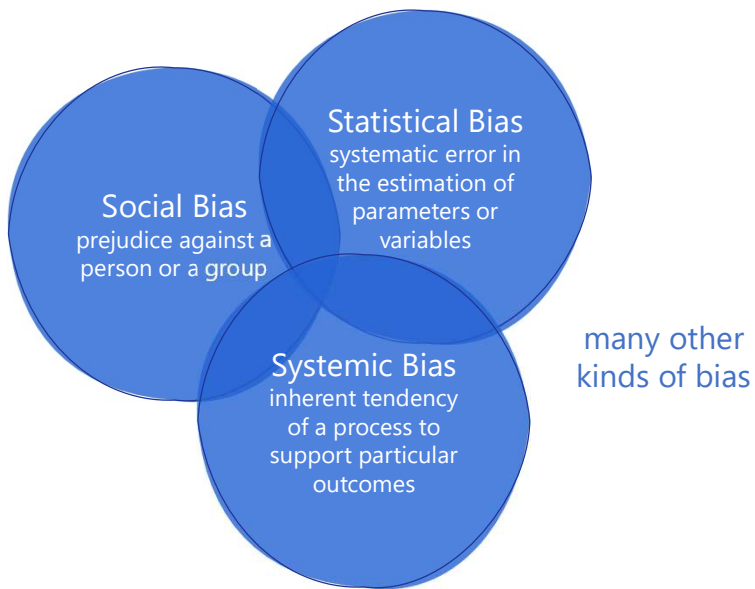 Statistical Bias
systematic error in
the estimation of
parameters or
variables
Social Bias
prejudice against a
person or a group
Systemic Bias
inherent tendency
of a process to
support particular
outcomes
many other
kinds of bias